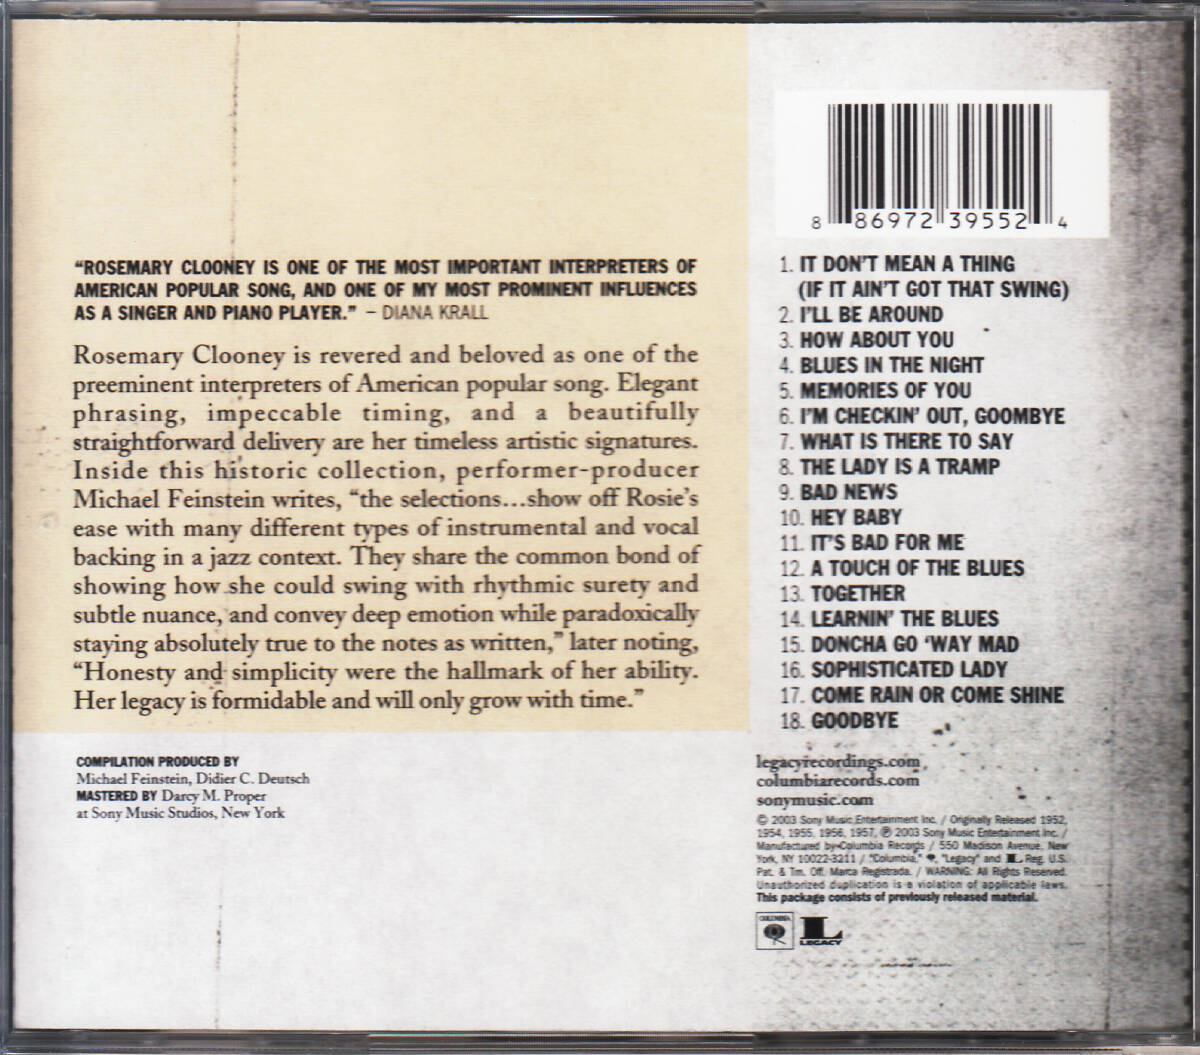 "ROSEMARY CLOONEY IS ONE OF THE MOST IMPORTANT INTERPRETERS OF
AMERICAN POPULAR SONG, AND ONE OF MY MOST PROMINENT INFLUENCES
AS A SINGER AND PIANO PLAYER." – DIANA KRALL
Rosemary Clooney is revered and beloved as one of the
preeminent interpreters of American popular song. Elegant
phrasing, impeccable timing, and a beautifully
straightforward delivery are her timeless artistic signatures.
Inside this historic collection, performer-producer
Michael Feinstein writes, "the selections...show off Rosie's
ease with many different types of instrumental and vocal
backing in a jazz context. They share the common bond of
showing how she could swing with rhythmic surety and
subtle nuance, and convey deep emotion while paradoxically
staying absolutely true to the notes as written," later noting,
"Honesty and simplicity were the hallmark of her ability.
Her legacy is formidable and will only grow with time."
COMPILATION PRODUCED BY
Michael Feinstein, Didier C. Deutsch
MASTERED BY Darcy M. Proper
at Sony Music Studios, New York
8 86972 39552 4
1. IT DON'T MEAN A THING
(IF IT AIN'T GOT THAT SWING)
2. I'LL BE AROUND
3. HOW ABOUT YOU
4. BLUES IN THE NIGHT
5. MEMORIES OF YOU
6. I'M CHECKIN' OUT, GOOMBYE
7. WHAT IS THERE TO SAY
8. THE LADY IS A TRAMP
9. BAD NEWS
10. HEY BABY
11. IT'S BAD FOR ME
12. A TOUCH OF THE BLUES
13. TOGETHER
14. LEARNIN' THE BLUES
15. DONCHA GO 'WAY MAD
16. SOPHISTICATED LADY
17. COME RAIN OR COME SHINE
18. GOODBYE
legacyrecordings.com
columbiarecords.com
sonymusic.com
© 2003 Sony Music Entertainment Inc. / Originally Released 1952,
1954, 1955, 1956, 1957, ℗ 2003 Sony Music Entertainment Inc. /
Manufactured by Columbia Records / 550 Madison Avenue, New
York, NY 10022-3211 / "Columbia," "Legacy" and L Reg. U.S.
Pat. & Tm. Off. Marca Registrada. / WARNING: All Rights Reserved.
Unauthorized duplication is a violation of applicable laws.
This package consists of previously released material.
COLUMBIA
L
LEGACY